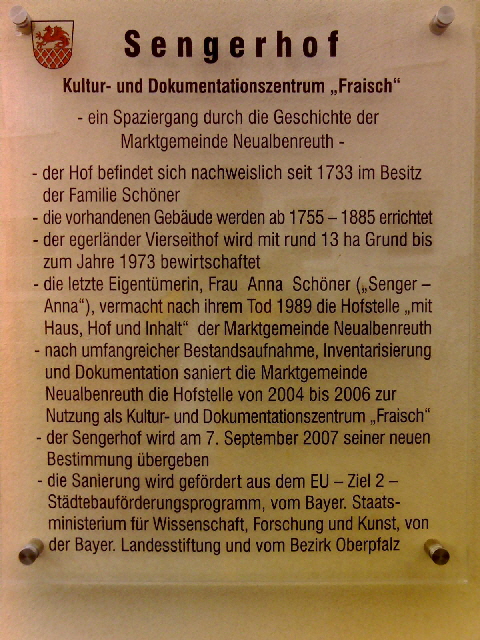 Sengerhof
Kultur- und Dokumentationszentrum „Fraisch“
- ein Spaziergang durch die Geschichte der
Marktgemeinde Neualbenreuth -
- der Hof befindet sich nachweislich seit 1733 im Besitz
der Familie Schöner
- die vorhandenen Gebäude werden ab 1755 – 1885 errichtet
- der egerländer Vierseithof wird mit rund 13 ha Grund bis
zum Jahre 1973 bewirtschaftet
- die letzte Eigentümerin, Frau Anna Schöner („Senger –
Anna“), vermacht nach ihrem Tod 1989 die Hofstelle „mit
Haus, Hof und Inhalt“ der Marktgemeinde Neualbenreuth
- nach umfangreicher Bestandsaufnahme, Inventarisierung
und Dokumentation saniert die Marktgemeinde
Neualbenreuth die Hofstelle von 2004 bis 2006 zur
Nutzung als Kultur- und Dokumentationszentrum „Fraisch“
- der Sengerhof wird am 7. September 2007 seiner neuen
Bestimmung übergeben
- die Sanierung wird gefördert aus dem EU – Ziel 2 –
Städtebauförderungsprogramm, vom Bayer. Staats-
ministerium für Wissenschaft, Forschung und Kunst, von
der Bayer. Landesstiftung und vom Bezirk Oberpfalz